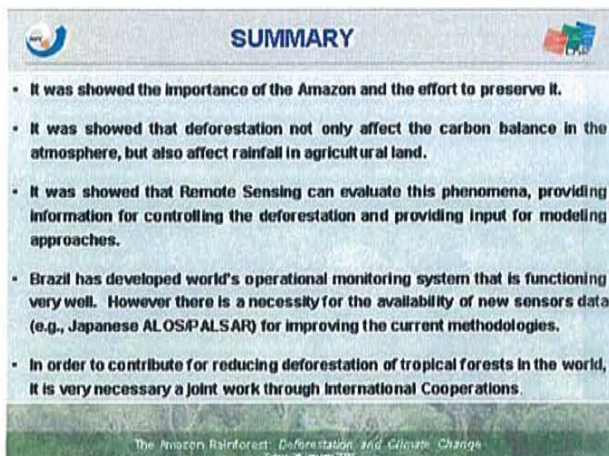 SUMMARY
• It was showed the importance of the Amazon and the effort to preserve it.
• It was showed that deforestation not only affect the carbon balance in the
atmosphere, but also affect rainfall in agricultural land.
• It was showed that Remote Sensing can evaluate this phenomena, providing
information for controlling the deforestation and providing input for modeling
approaches.
• Brazil has developed world's operational monitoring system that is functioning
very well. However there is a necessity for the availability of new sensors data
(e.g., Japanese ALOS/PALSAR) for improving the current methodologies.
• In order to contribute for reducing deforestation of tropical forests in the world,
It is very necessary a joint work through International Cooperations.
The Amazon Rainforest: Deforestation and Climate Change